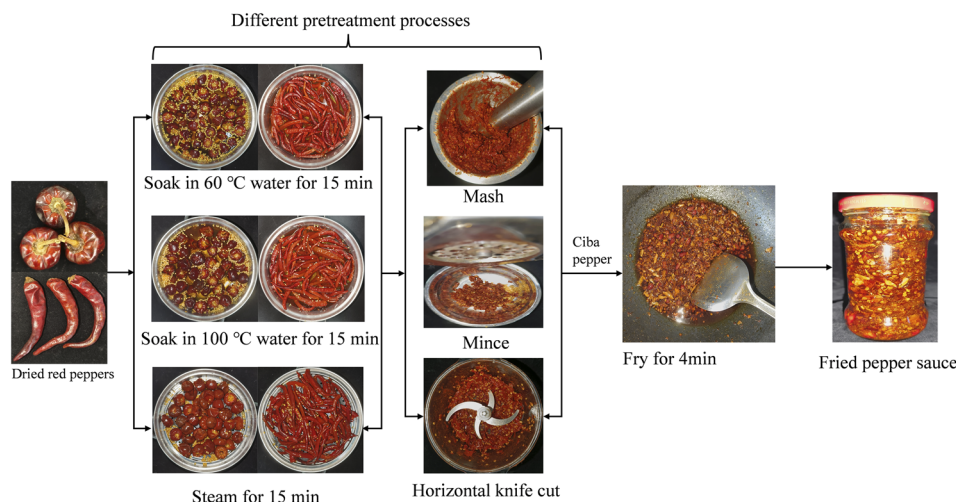 Different pretreatment processes
Soak in 60 °C water for 15 min
Mash
Dried red peppers
Soak in 100 °C water for 15 min
Mince
Ciba
pepper
Fry for 4min
Fried pepper sauce
Steam for 15 min
Horizontal knife cut